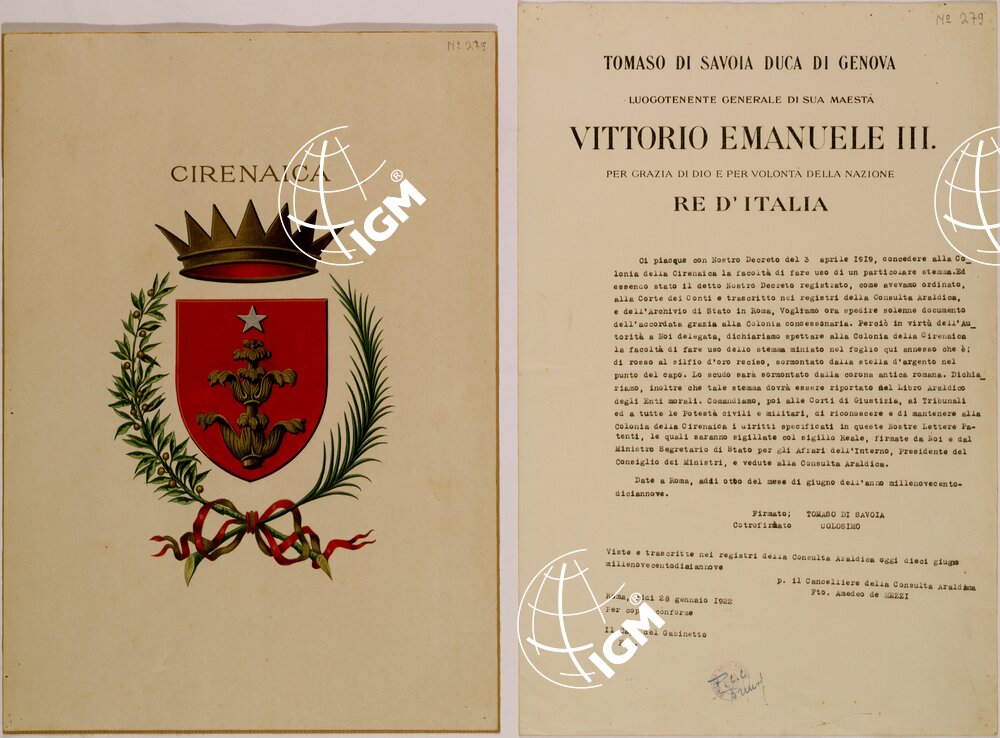 Nº 279
CIRENAICA
IGM
Nº 279
TOMASO DI SAVOIA DUCA DI GENOVA
LUOGOTENENTE GENERALE DI SUA MAESTÀ
VITTORIO EMANUELE III.
PER GRAZIA DI DIO E PER VOLONTÀ DELLA NAZIONE
RE D'ITALIA
Ci piacque con Nostro Decreto del 3 aprile 1919, concedere alla Co_
lonia della Cirenaica la facoltà di fare uso di un particolare stemma.Ed
essendo stato il detto Nostro Decreto registrato, come avevamo ordinato,
alla Corte dei Conti e trascritto nei registri della Consulta Araldica,
e dell'Archivio di Stato in Roma, Vogliamo ora spedire solenne documento
dell'accordata grazia alla Colonia concessonaria. Perciò in virtù dell'Au_
torità a Noi delegata, dichiariamo spettare alla Colonia della Cirenaica
la facoltà di fare uso dello stemma miniato nel foglio qui annesso che è;
di rosso al silfio d'oro reciso, sormontato dalla stella d'argento nel
punto del capo. Lo scudo sarà sormontato dalla corona antica romana. Dichia_
riamo, inoltre che tale stemma dovrà essere riportato nel Libro Araldico
degli Enti morali. Comandiamo, poi alle Corti di Giustizia, ai Tribunali
ed a tutte le Potestà civili e militari, di riconoscere e di mantenere alla
Colonia della Cirenaica i diritti specificati in queste Nostre Lettere Pa-
tenti, le quali saranno sigillate col sigillo Reale, firmate da Noi e dal
Ministro Segretario di Stato per gli Affari dell'Interno, Presidente del
Consiglio dei Ministri, e vedute alla Consulta Araldica.
Date a Roma, addì otto del mese di giugno dell'anno millenovecento-
diciannove.
Firmato; TOMASO DI SAVOIA
Cotrofirmato COLOSIMO
Viste e trascritte nei registri della Consulta Araldica oggi dieci giugno
millenovecentodiaiannove
p. il Cancelliere della Consulta Araldica
Fto. Amedeo de MEZZI
Roma, lidi 28 gennaio 1922
Per copia conforme
Il Capo del Gabinetto
IGM